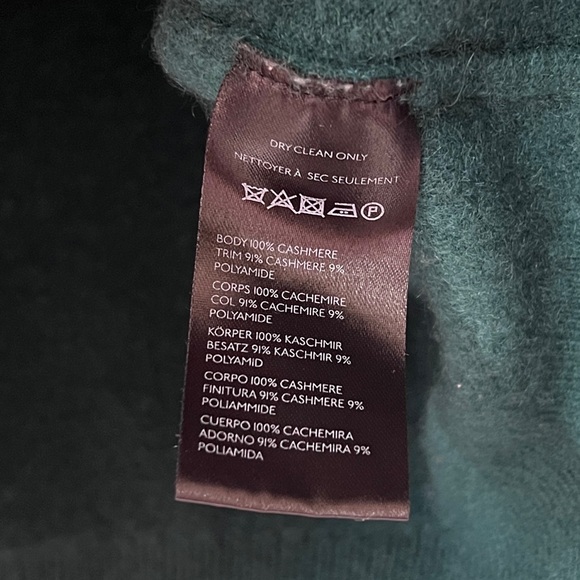 DRY CLEAN ONLY
NETTOYER À SEC SEULEMENT
P
BODY 100% CASHMERE
TRIM 91% CASHMERE 9%
POLYAMIDE
CORPS 100% CACHEMIRE
COL 91% CACHEMIRE 9%
POLYAMIDE
KÖRPER 100% KASCHMIR
BESATZ 91% KASCHMIR 9%
POLYAMID
CORPO 100% CASHMERE
FINITURA 91% CASHMERE 9%
POLIAMMIDE
CUERPO 100% CACHEMIRA
ADORNO 91% CACHEMIRA 9%
POLIAMIDA